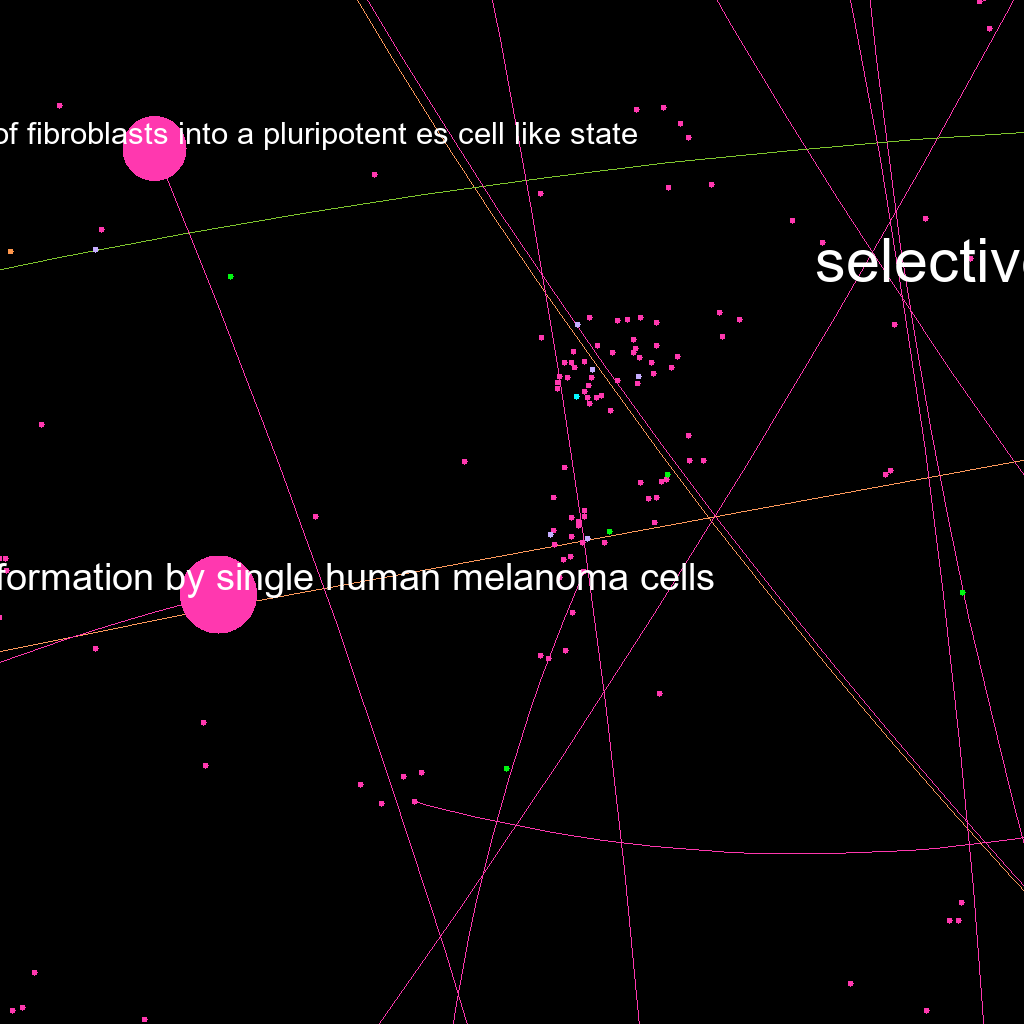 of fibroblasts into a pluripotent es cell like state
selective
formation by single human melanoma cells